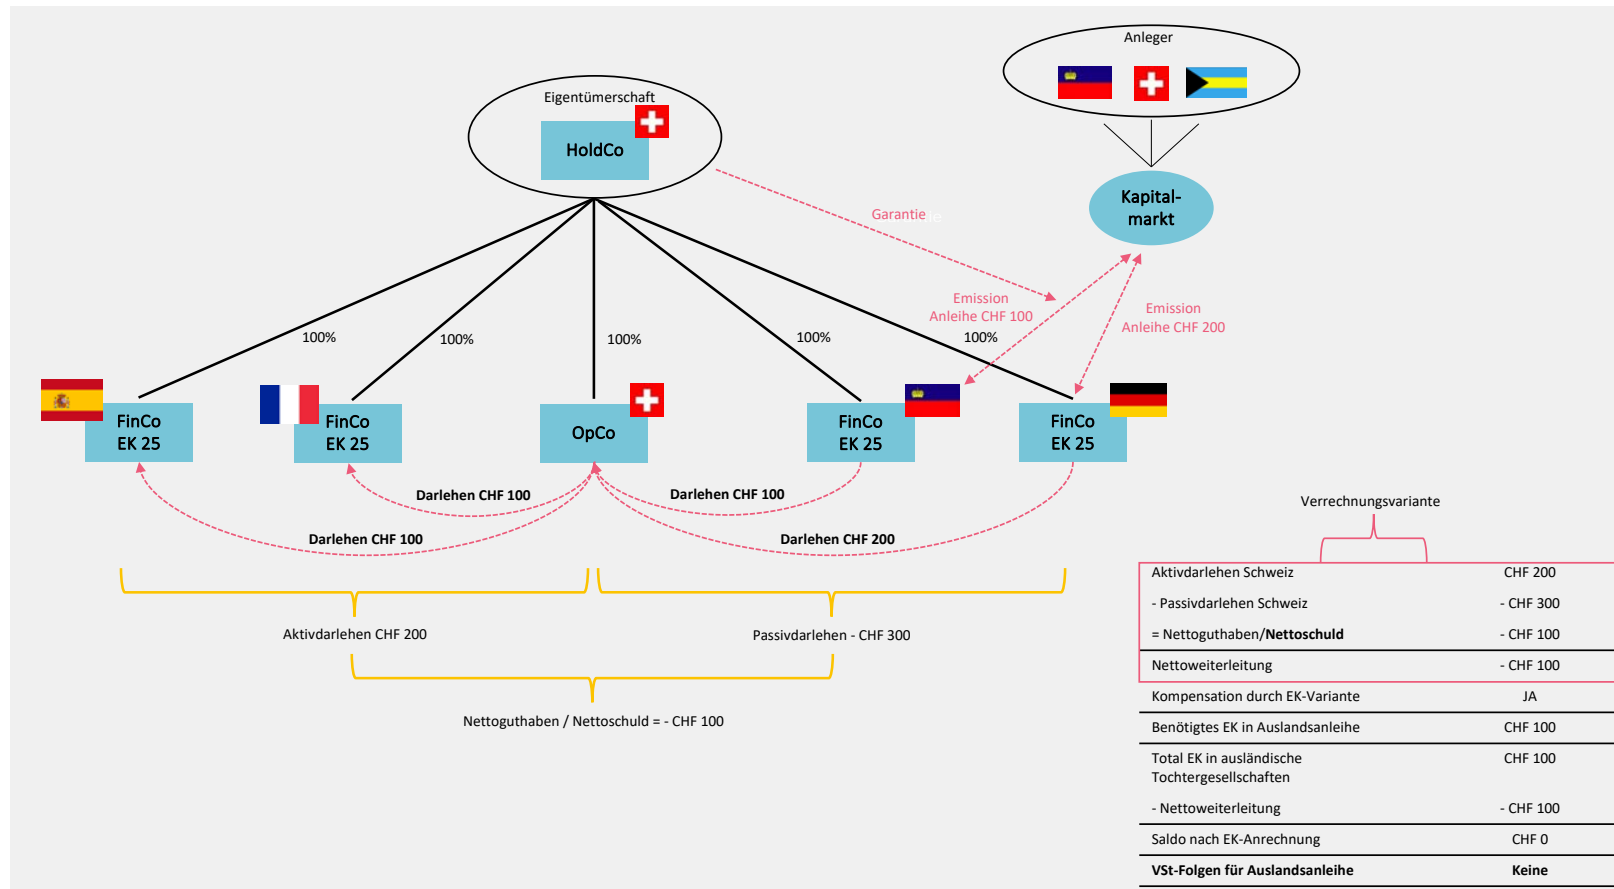 Anleger
Eigentümerschaft
HoldCo
Kapital-
markt
Garantie
Emission
Anleihe CHF 100
Emission
Anleihe CHF 200
100%
100%
100%
100%
100%
FinCo
EK 25
FinCo
EK 25
OpCo
FinCo
EK 25
FinCo
EK 25
Darlehen CHF 100
Darlehen CHF 100
Darlehen CHF 100
Darlehen CHF 200
Aktivdarlehen CHF 200
Passivdarlehen - CHF 300
Nettoguthaben / Nettoschuld = - CHF 100
Verrechnungsvariante
Aktivdarlehen Schweiz CHF 200
- Passivdarlehen Schweiz - CHF 300
= Nettoguthaben/Nettoschuld - CHF 100
Nettoweiterleitung - CHF 100
Kompensation durch EK-Variante JA
Benötigtes EK in Auslandsanleihe CHF 100
Total EK in ausländische CHF 100
Tochtergesellschaften
- Nettoweiterleitung - CHF 100
Saldo nach EK-Anrechnung CHF 0
VSt-Folgen für Auslandsanleihe Keine